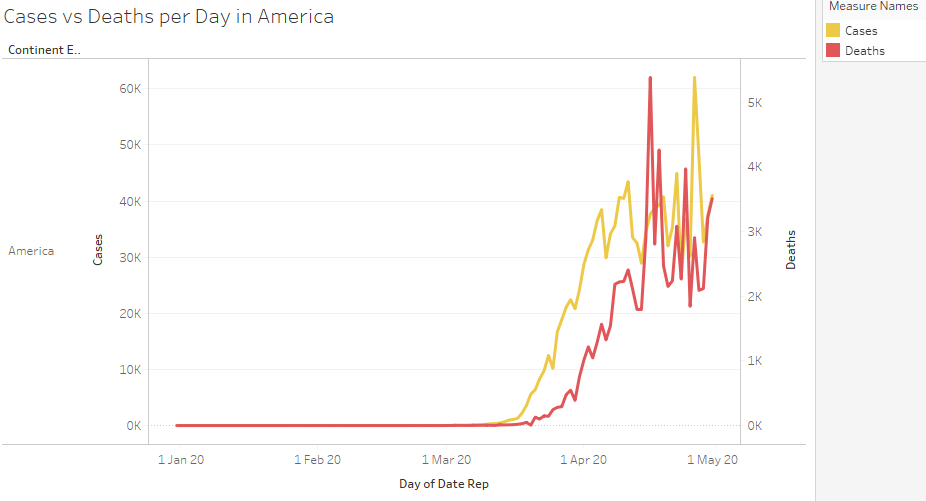 Cases vs Deaths per Day in America
Measure Names
Cases
Deaths
Continent E..
America
Cases
60K
50K
40K
30K
20K
10K
0K
5K
4K
3K
2K
1K
0K
Deaths
1 Jan 20
1 Feb 20
1 Mar 20
1 Apr 20
1 May 20
Day of Date Rep